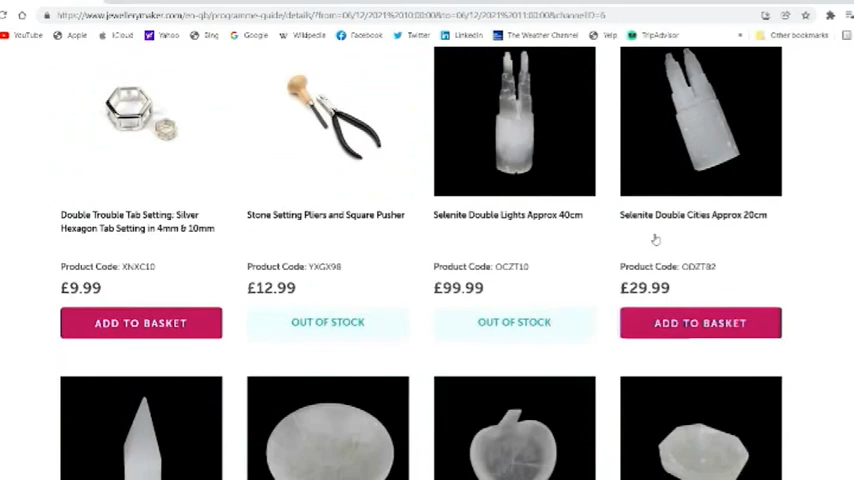 https://www.jewellerymaker.com/en-gb/programme-guide/details/?from=06/12/2021%2010:00:00&to=06/12/2021%2011:00:00&channelID=6
YouTube Apple iCloud Yahoo Bing Google Wikipedia Facebook Twitter LinkedIn The Weather Channel Yelp TripAdvisor » Other bookmarks
Double Trouble Tab Setting: Silver
Hexagon Tab Setting in 4mm & 10mm
Product Code: XNXC10
£9.99
ADD TO BASKET
Stone Setting Pliers and Square Pusher
Product Code: YXGX98
£12.99
OUT OF STOCK
Selenite Double Lights Approx 40cm
Product Code: OCZT10
£99.99
OUT OF STOCK
Selenite Double Cities Approx 20cm
Product Code: ODZT82
£29.99
ADD TO BASKET